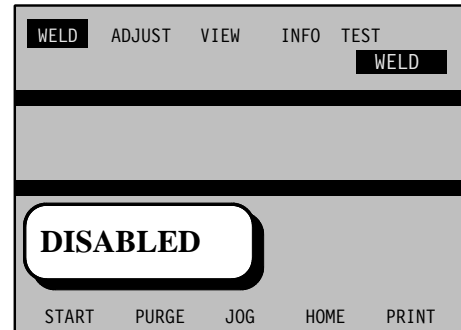 WELD ADJUST VIEW INFO TEST
WELD
DISABLED
START PURGE JOG HOME PRINT